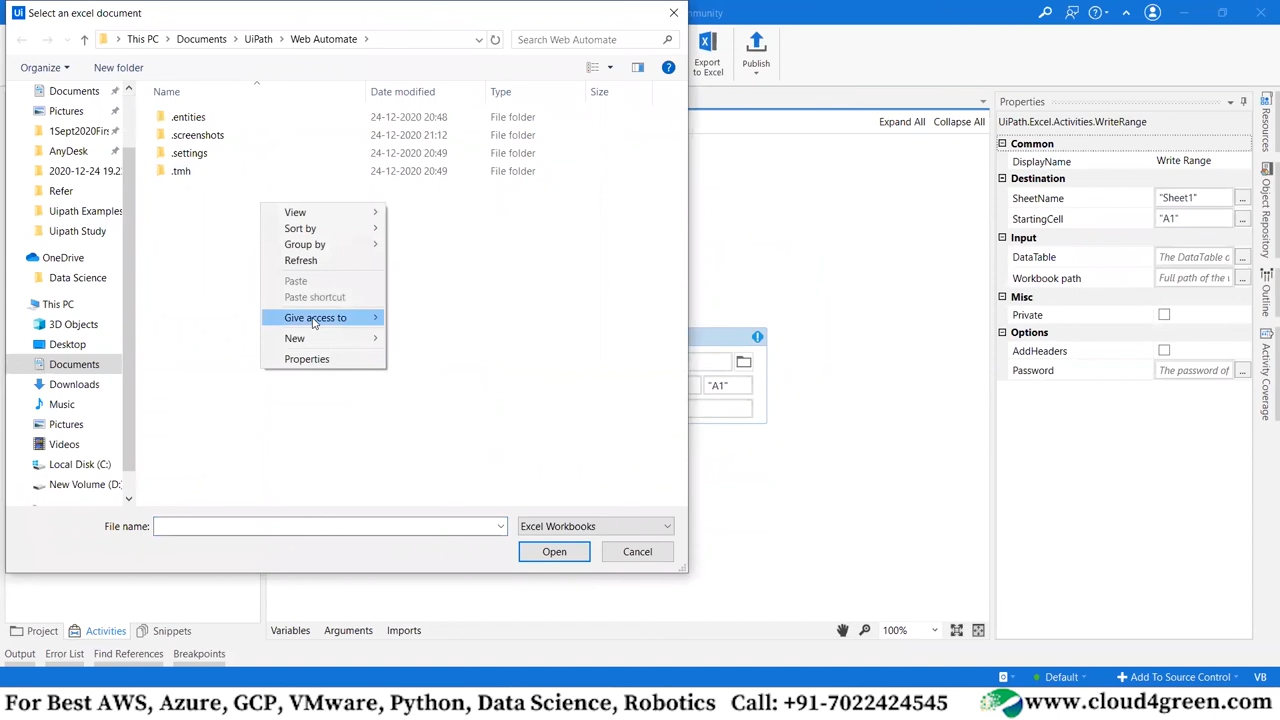 Ui Select an excel document
mmunity
This PC > Documents > UiPath > Web Automate >
Search Web Automate
Organize
New folder
Export
to Excel
Publish
Name
Date modified
Type
Size
Documents
Pictures
1Sept2020Firs
AnyDesk
2020-12-24 19.2
Refer
Uipath Examples
Uipath Study
OneDrive
Data Science
This PC
3D Objects
Desktop
Documents
Downloads
Music
Pictures
Videos
Local Disk (C:)
New Volume (D:
.entities 24-12-2020 20:48 File folder
.screenshots 24-12-2020 21:12 File folder
.settings 24-12-2020 20:49 File folder
.tmh 24-12-2020 20:49 File folder
View
Sort by
Group by
Refresh
Paste
Paste shortcut
Give access to
New
Properties
File name:
Excel Workbooks
Open
Cancel
Expand All Collapse All
"A1"
Properties
UiPath.Excel.Activities.WriteRange
Common
DisplayName Write Range
Destination
SheetName "Sheet1" ...
StartingCell "A1" ...
Input
DataTable The DataTable o ...
Workbook path Full path of the w ...
Misc
Private
Options
AddHeaders
Password The password of ...
Resources
Object Repository
Outline
Activity Coverage
Project
Activities
Snippets
Variables
Arguments
Imports
100%
Output
Error List
Find References
Breakpoints
Default
Add To Source Control
VB
For Best AWS, Azure, GCP, VMware, Python, Data Science, Robotics Call: +91-7022424545 www.cloud4green.com